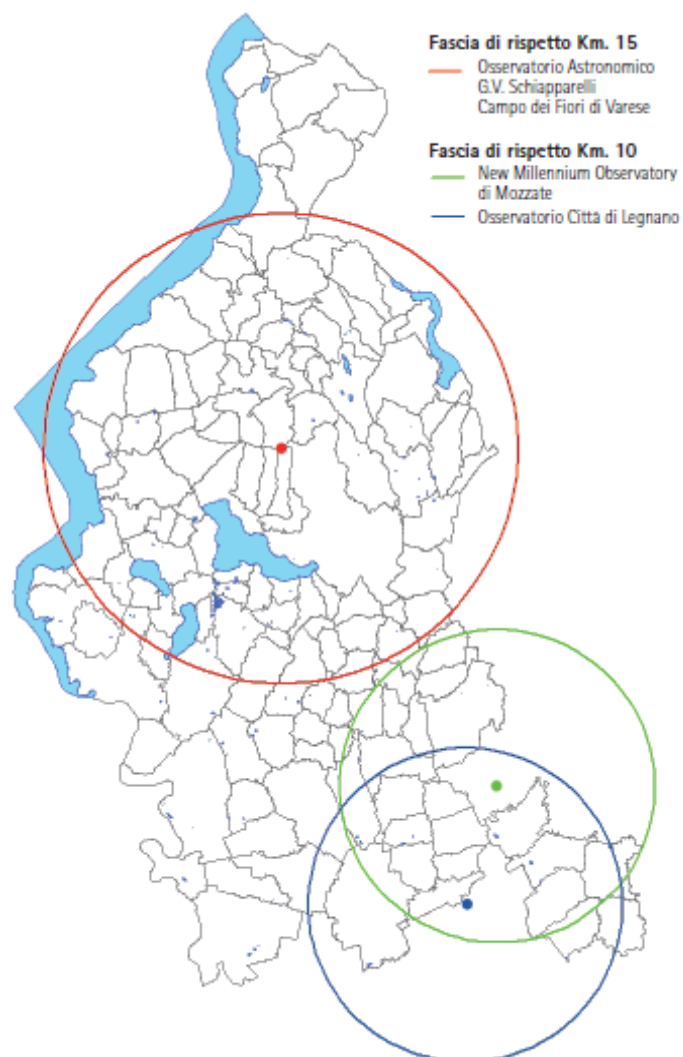 Fascia di rispetto Km. 15
Osservatorio Astronomico
G.V. Schiapparelli
Campo dei Fiori di Varese
Fascia di rispetto Km. 10
New Millennium Observatory
di Mozzate
Osservatorio Città di Legnano